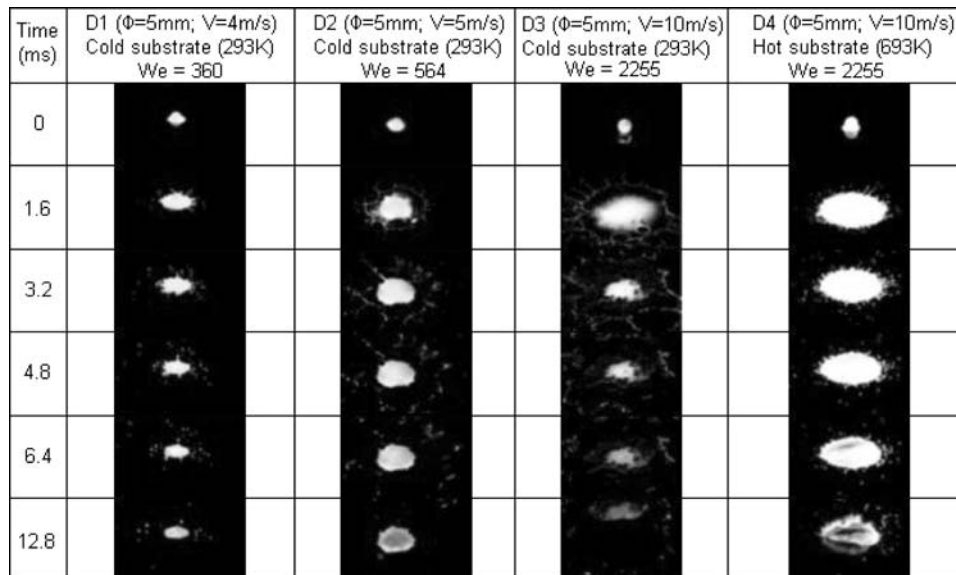 Time (ms)
D1 (Φ=5mm; V=4m/s)
Cold substrate (293K)
We = 360
D2 (Φ=5mm; V=5m/s)
Cold substrate (293K)
We = 564
D3 (Φ=5mm; V=10m/s)
Cold substrate (293K)
We = 2255
D4 (Φ=5mm; V=10m/s)
Hot substrate (693K)
We = 2255
0
1.6
3.2
4.8
6.4
12.8